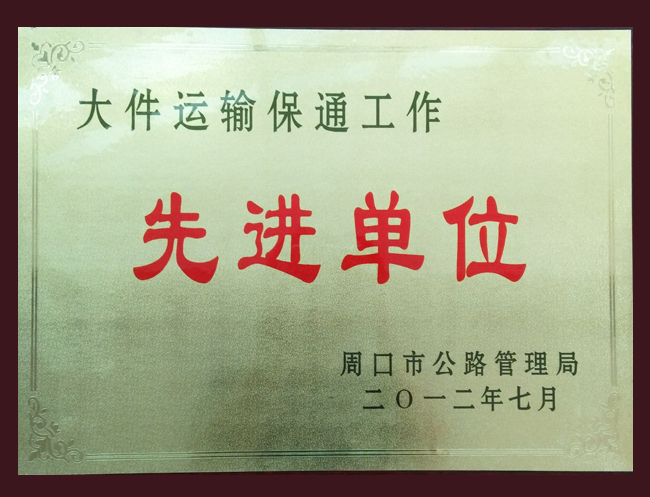 大件运输保通工作
先进单位
周口市公路管理局
二〇一二年七月